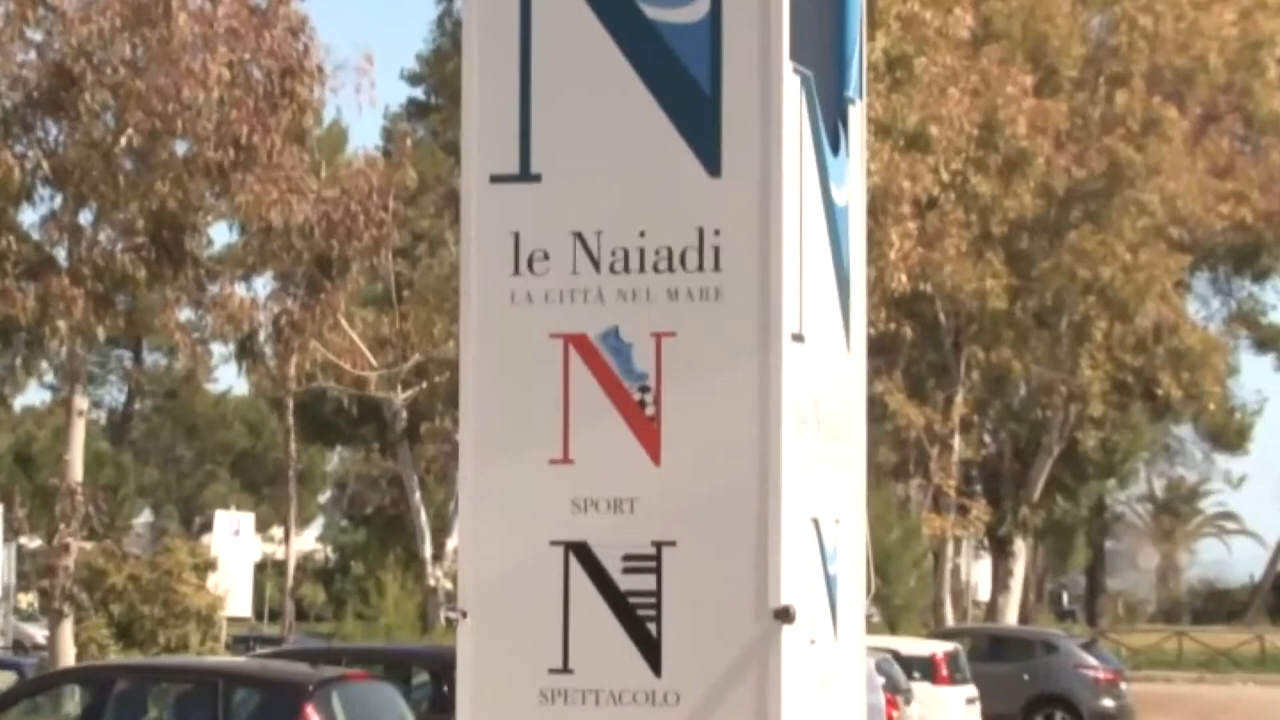 N
le Naiadi
LA CITTÀ NEL MARE
N
SPORT
N
SPETTACOLO